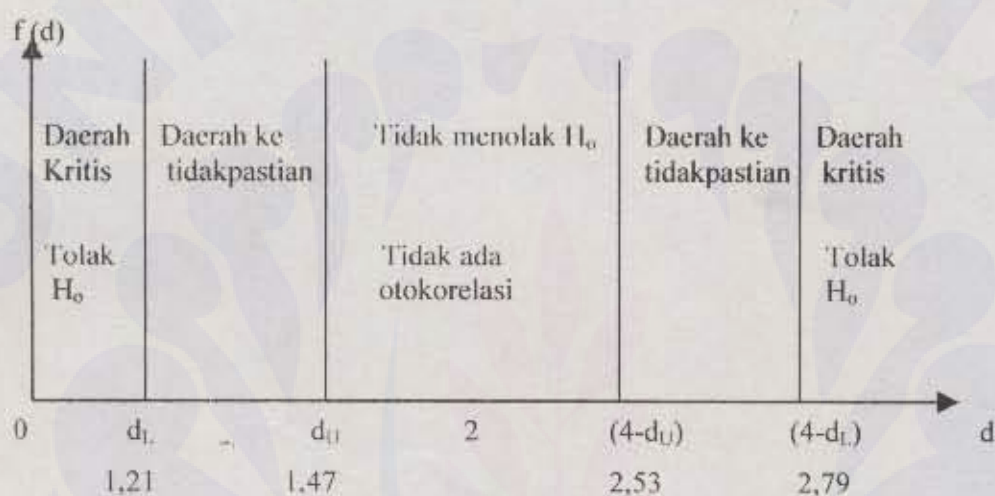 f (d)
Daerah Kritis
Daerah ke tidakpastian
Tidak menolak H₀
Daerah ke tidakpastian
Daerah kritis
Tolak H₀
Tidak ada otokorelasi
Tolak H₀
0 d_L d_U 2 (4-d_U) (4-d_L) d
1,21 1,47 2,53 2,79